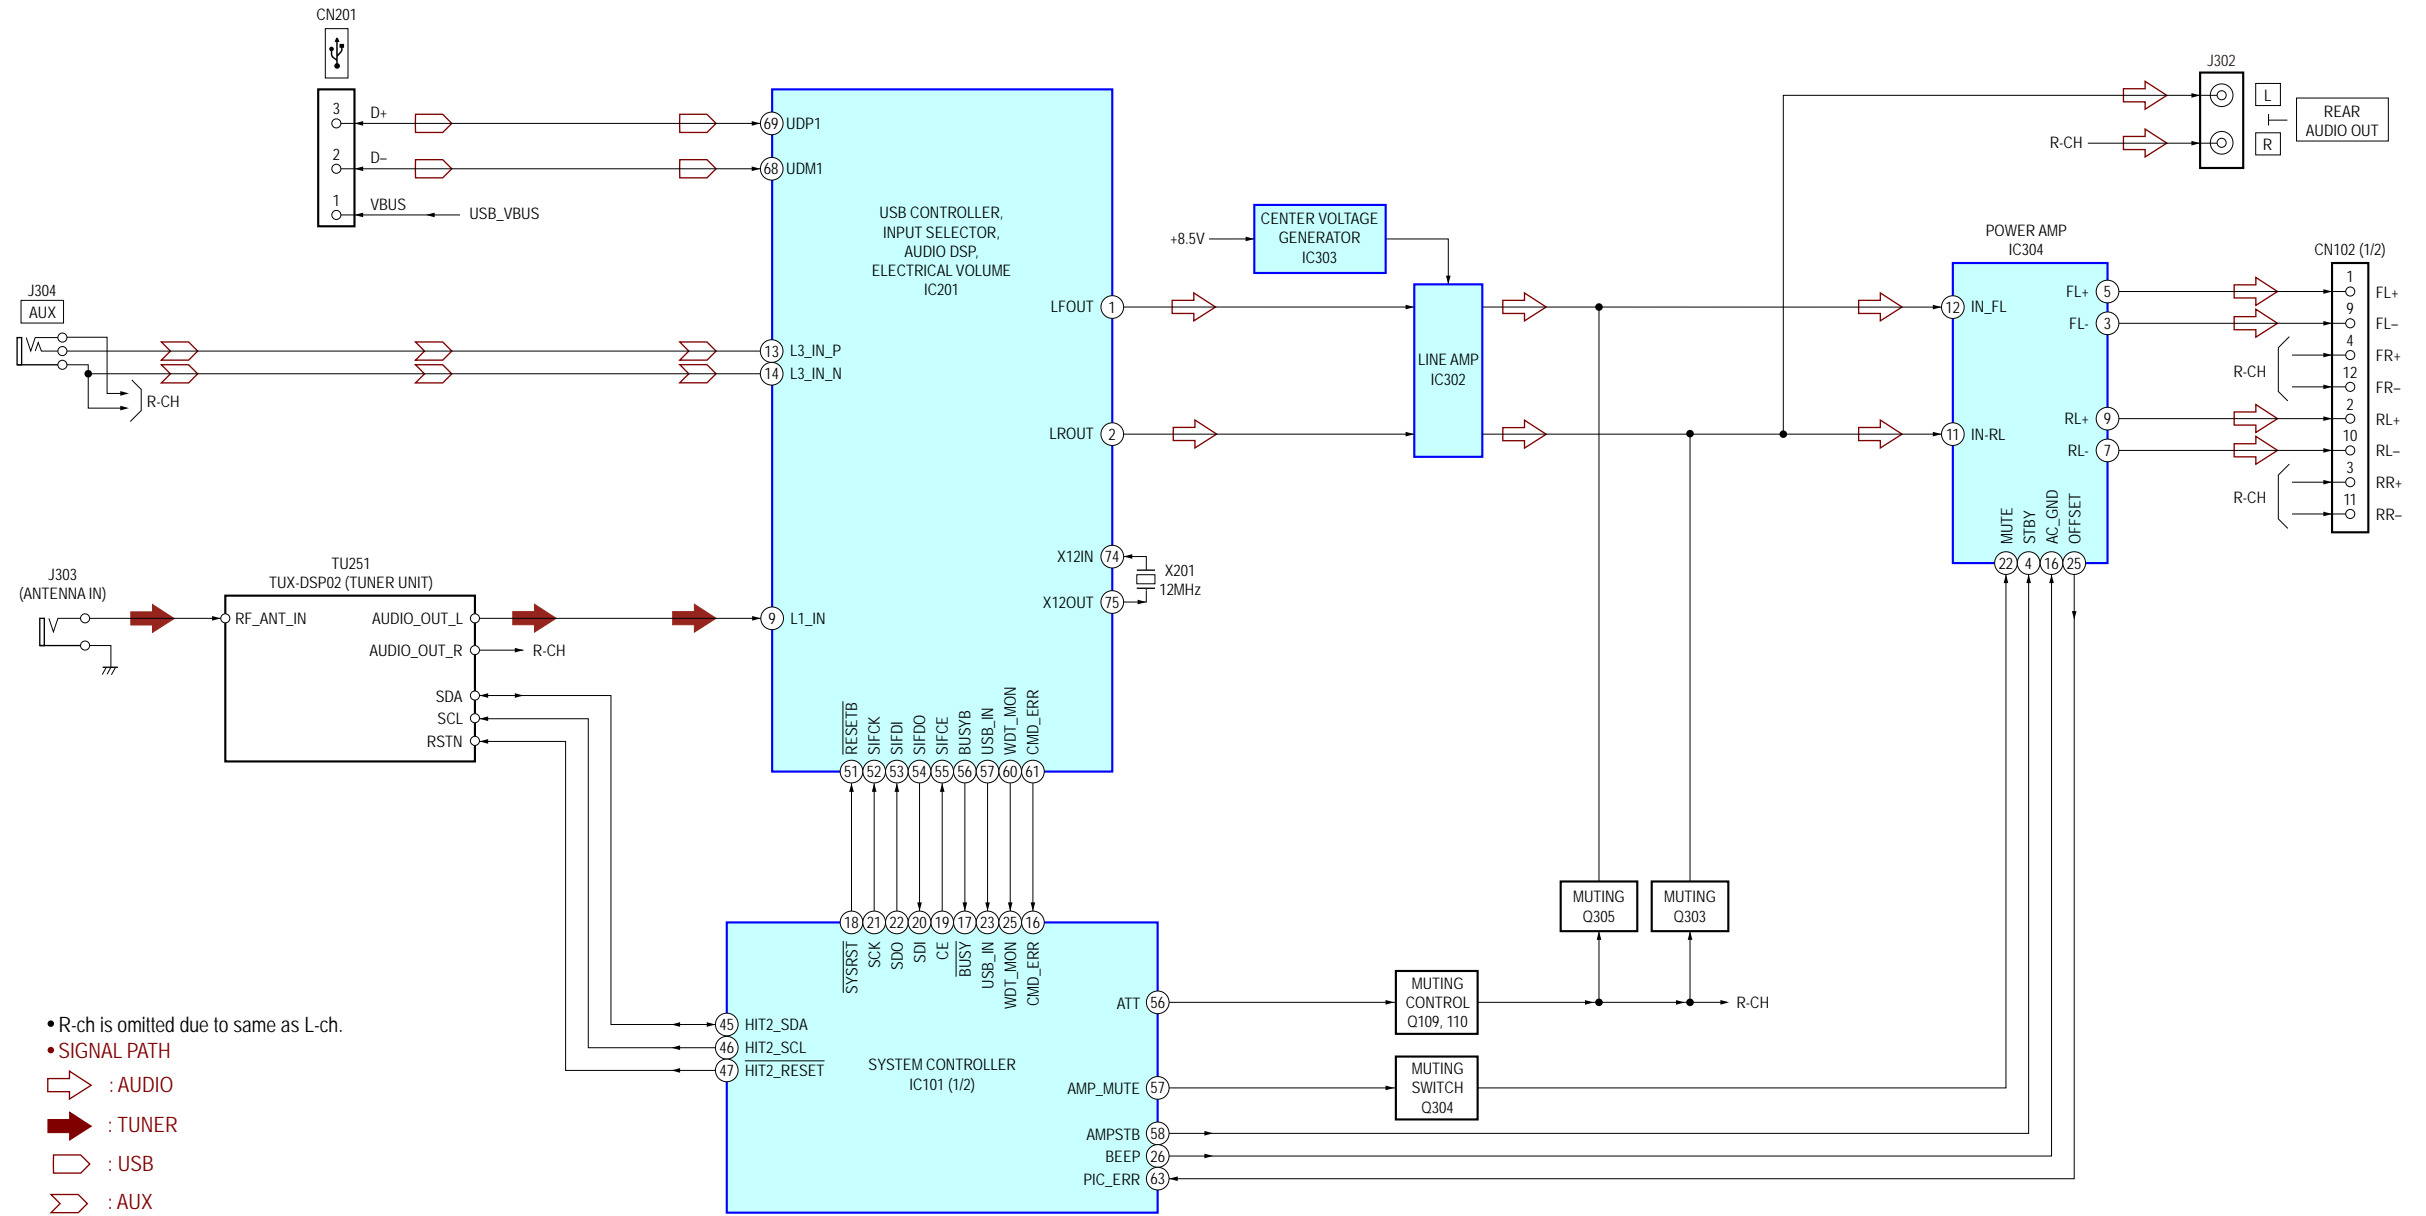 CN201
3
D+
2
D–
1
VBUS
USB_VBUS
69
UDP1
68
UDM1
USB CONTROLLER,
INPUT SELECTOR,
AUDIO DSP,
ELECTRICAL VOLUME
IC201
J304
AUX
R-CH
13
L3_IN_P
14
L3_IN_N
LFOUT
1
LROUT
2
X12IN
74
X12OUT
75
X201
12MHz
+8.5V
CENTER VOLTAGE
GENERATOR
IC303
LINE AMP
IC302
J302
L
R
REAR
AUDIO OUT
R-CH
POWER AMP
IC304
12
IN_FL
11
IN-RL
FL+
5
FL-
3
RL+
9
RL-
7
MUTE
STBY
AC_GND
OFFSET
22
4
16
25
CN102 (1/2)
1
FL+
9
FL–
4
FR+
12
FR–
2
RL+
10
RL–
3
RR+
11
RR–
R-CH
R-CH
J303
(ANTENNA IN)
TU251
TUX-DSP02 (TUNER UNIT)
RF_ANT_IN
AUDIO_OUT_L
AUDIO_OUT_R
R-CH
SDA
SCL
RSTN
9
L1_IN
RESETB
SIFCK
SIFDI
SIFDO
SIFCE
BUSYB
USB_IN
WDT_MON
CMD_ERR
51
52
53
54
55
56
57
60
61
18
21
22
20
19
17
23
25
16
SYSRST
SCK
SDO
SDI
CE
BUSY
USB_IN
WDT_MON
CMD_ERR
45
HIT2_SDA
46
HIT2_SCL
47
HIT2_RESET
SYSTEM CONTROLLER
IC101 (1/2)
ATT
56
AMP_MUTE
57
AMPSTB
58
BEEP
26
PIC_ERR
63
MUTING
Q305
MUTING
Q303
MUTING
CONTROL
Q109, 110
R-CH
MUTING
SWITCH
Q304
• R-ch is omitted due to same as L-ch.
• SIGNAL PATH
: AUDIO
: TUNER
: USB
: AUX